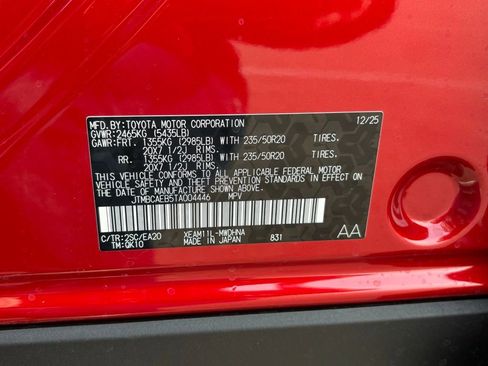 MFD.BY:TOYOTA MOTOR CORPORATION 12/25
GVWR:2465KG (5435LB)
GAWR:FRT. 1355KG (2985LB) WITH 235/50R20 TIRES.
20X7 1/2J RIMS.
RR. 1355KG (2985LB) WITH 235/50R20 TIRES.
20X7 1/2J RIMS.
THIS VEHICLE CONFORMS TO ALL APPLICABLE FEDERAL MOTOR
VEHICLE SAFETY AND THEFT PREVENTION STANDARDS IN EFFECT
ON THE DATE OF MANUFACTURE SHOWN ABOVE.
JTMBCAEB5TA004446 MPV
C/TR:2SC/EA20 XEAM11L-MWDHNA
TM:QK10 MADE IN JAPAN 831 AA